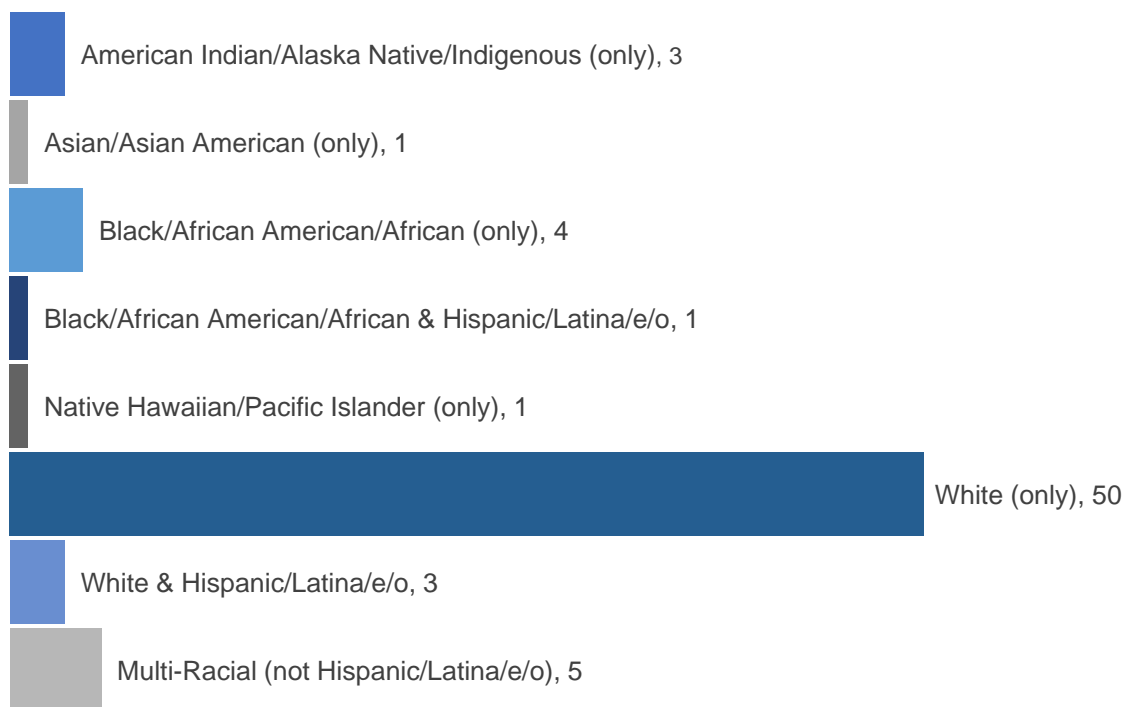 American Indian/Alaska Native/Indigenous (only), 3
Asian/Asian American (only), 1
Black/African American/African (only), 4
Black/African American/African & Hispanic/Latina/e/o, 1
Native Hawaiian/Pacific Islander (only), 1
White (only), 50
White & Hispanic/Latina/e/o, 3
Multi-Racial (not Hispanic/Latina/e/o), 5